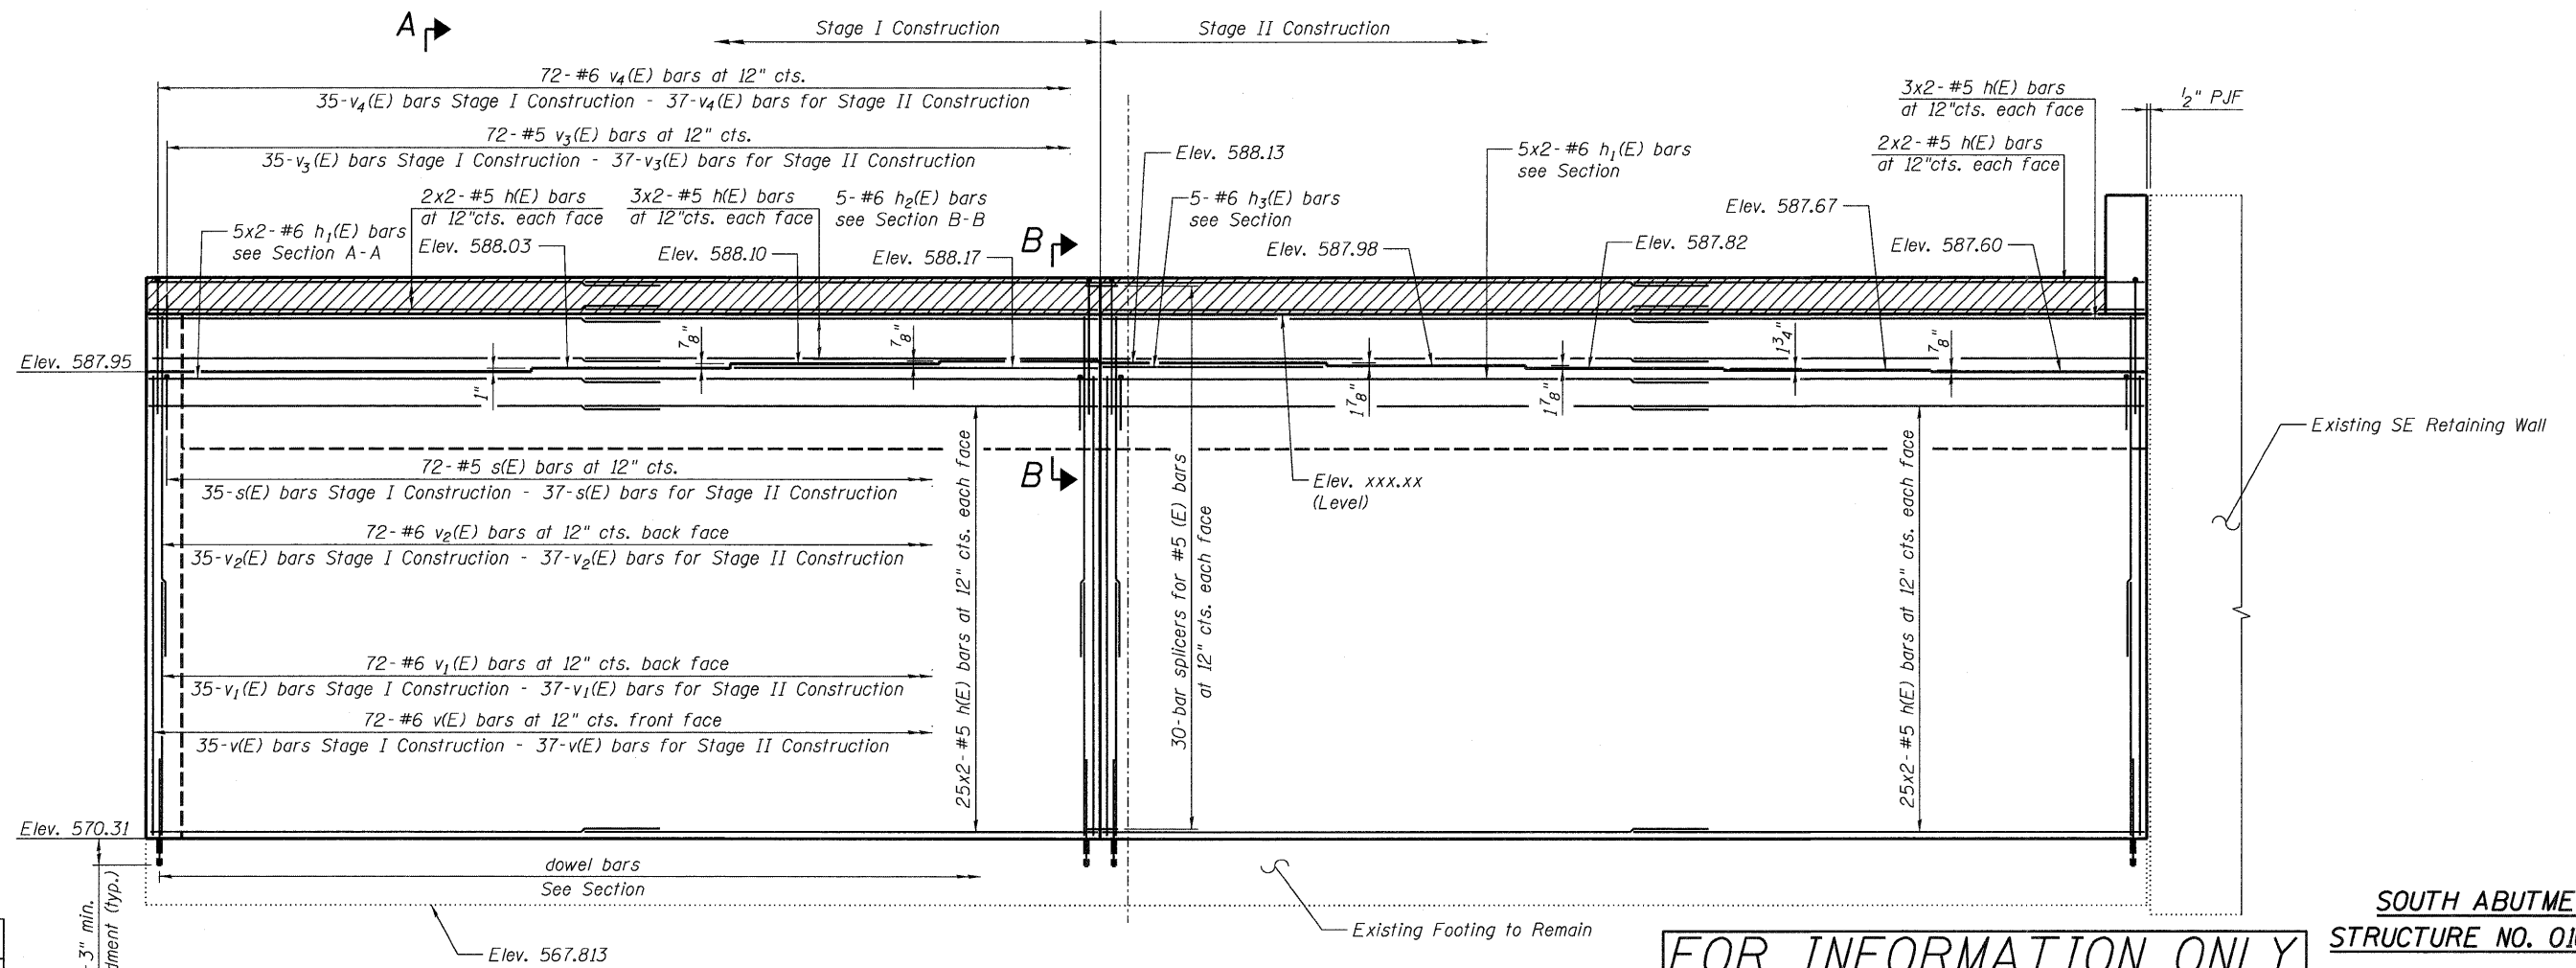 A
Stage I Construction
Stage II Construction
72-#6 v4(E) bars at 12" cts.
35-v4(E) bars Stage I Construction - 37-v4(E) bars for Stage II Construction
72-#5 v3(E) bars at 12" cts.
35-v3(E) bars Stage I Construction - 37-v3(E) bars for Stage II Construction
3x2-#5 h(E) bars
at 12"cts. each face
1/2" PJF
2x2-#5 h(E) bars
at 12"cts. each face
Elev. 588.13
5x2-#6 h1(E) bars
see Section
5x2-#6 h1(E) bars
see Section A-A
2x2-#5 h(E) bars
at 12"cts. each face
3x2-#5 h(E) bars
at 12"cts. each face
5-#6 h2(E) bars
see Section B-B
B
5-#6 h3(E) bars
see Section
Elev. 588.03
Elev. 588.10
Elev. 588.17
Elev. 587.98
Elev. 587.67
Elev. 587.82
Elev. 587.60
Elev. 587.95
1"
7/8"
7/8"
1 7/8"
1 7/8"
1 3/4"
7/8"
Existing SE Retaining Wall
B
Elev. xxx.xx
(Level)
72-#5 s(E) bars at 12" cts.
35-s(E) bars Stage I Construction - 37-s(E) bars for Stage II Construction
72-#6 v2(E) bars at 12" cts. back face
35-v2(E) bars Stage I Construction - 37-v2(E) bars for Stage II Construction
72-#6 v1(E) bars at 12" cts. back face
35-v1(E) bars Stage I Construction - 37-v1(E) bars for Stage II Construction
72-#6 v(E) bars at 12" cts. front face
35-v(E) bars Stage I Construction - 37-v(E) bars for Stage II Construction
25x2-#5 h(E) bars at 12" cts. each face
30-bar splicers for #5 (E) bars
at 12" cts. each face
25x2-#5 h(E) bars at 12" cts. each face
Elev. 570.31
dowel bars
See Section
3" min.
(typ.)
Elev. 567.813
Existing Footing to Remain
FOR INFORMATION ONLY
SOUTH ABUTME
STRUCTURE NO.